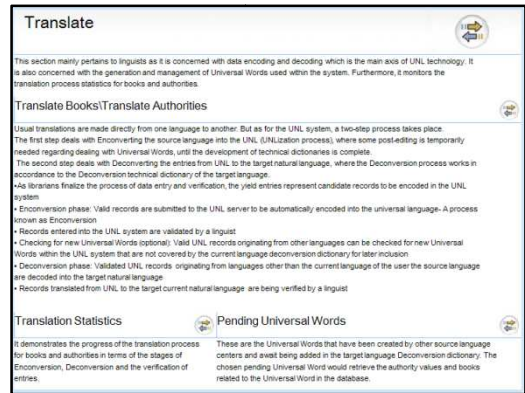 Translate
This section mainly pertains to linguists as it is concerned with data encoding and decoding which is the main axis of UNL technology. It
is also concerned with the generation and management of Universal Words used within the system. Furthermore, it monitors the
translation process statistics for books and authorities.
Translate Books\Translate Authorities
Usual translations are made directly from one language to another. But as for the UNL system, a two-step process takes place.
The first step deals with Enconverting the source language into the UNL (UNLization process), where some post-editing is temporarily
needed regarding dealing with Universal Words, until the development of technical dictionaries is complete.
The second step deals with Deconverting the entries from UNL to the target natural language, where the Deconvertion process works in
accordance to the Deconvertion technical dictionary of the target language.
•As librarians finalize the process of data entry and verification, the yield entries represent candidate records to be encoded in the UNL
system
• Enconversion phase: Valid records are submitted to the UNL server to be automatically encoded into the universal language- A process
known as Enconvertion
• Records entered into the UNL system are validated by a linguist
• Checking for new Universal Words (optional): Valid UNL records originating from other languages can be checked for new Universal
Words within the UNL system that are not covered by the current language deconversion dictionary for later inclusion
• Deconversion phase: Validated UNL records originating from languages other than the current language of the user the source language
are decoded into the target natural language
• Records translated from UNL to the target current natural language are being verified by a linguist
Translation Statistics
It demonstrates the progress of the translation process
for books and authorities in terms of the stages of
Enconversion, Deconversion and the verification of
entries.
Pending Universal Words
These are the Universal Words that have been created by other source language
centers and await being added in the target language Deconversion dictionary. The
chosen pending Universal Word would retrieve the authority values and books
related to the Universal Word in the database.